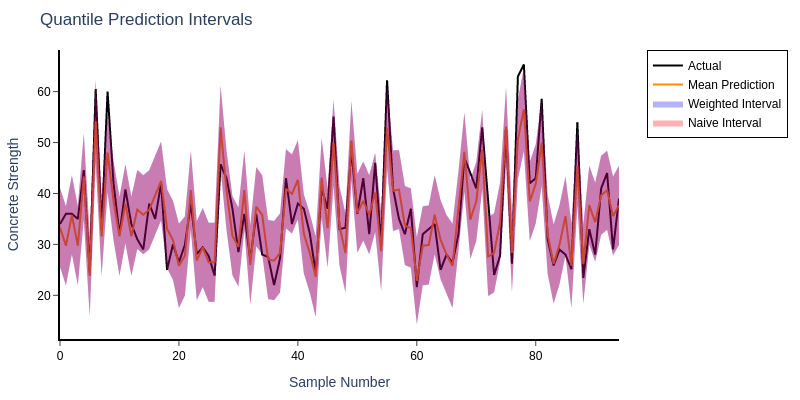 Quantile Prediction Intervals
Actual
Mean Prediction
Weighted Interval
Naive Interval
Concrete Strength
60
50
40
30
20
0 20 40 60 80
Sample Number